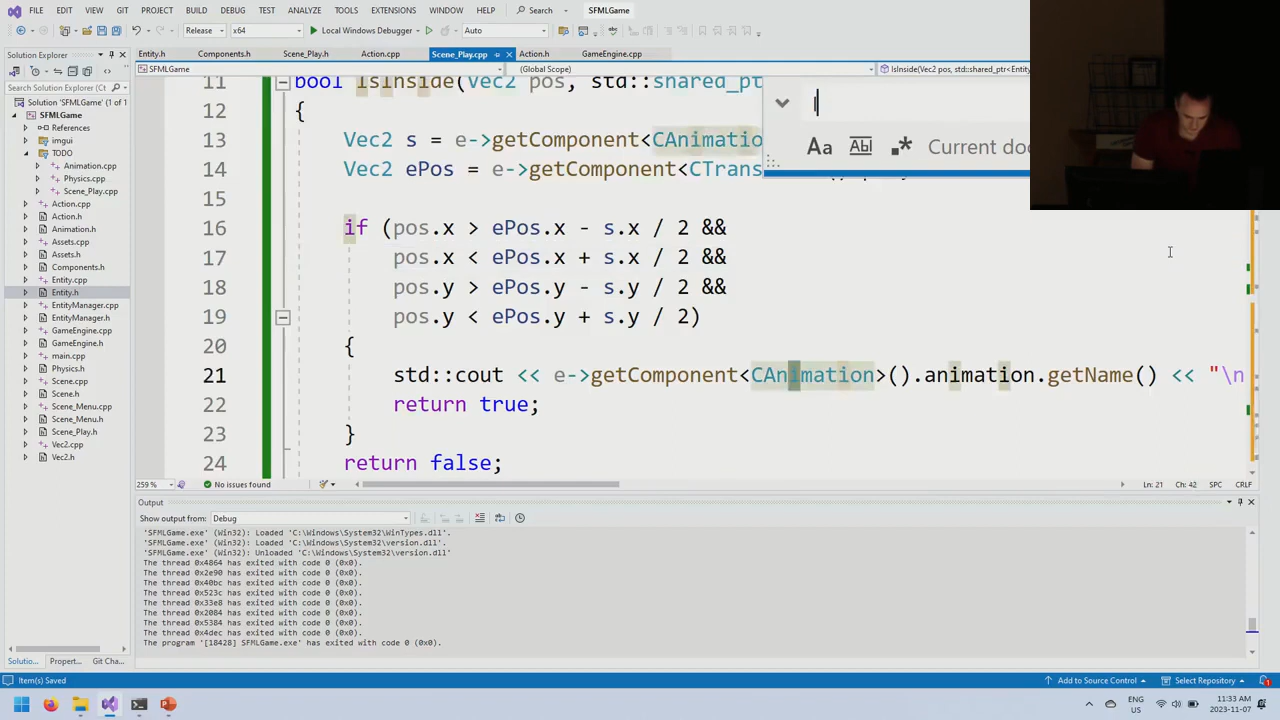 FILE EDIT VIEW GIT PROJECT BUILD DEBUG TEST ANALYZE TOOLS EXTENSIONS WINDOW HELP Search SFMLGame
Release x64 Local Windows Debugger Auto
Solution Explorer
Search Solution Explorer (Ctrl+;)
Solution 'SFMLGame' (1 of 1
SFMLGame
References
imgui
TODO
Animation.cpp
Physics.cpp
Scene_Play.cpp
Action.cpp
Action.h
Animation.h
Assets.cpp
Assets.h
Components.h
Entity.cpp
Entity.h
EntityManager.cpp
EntityManager.h
GameEngine.cpp
GameEngine.h
main.cpp
Physics.h
Scene.cpp
Scene.h
Scene_Menu.cpp
Scene_Menu.h
Scene_Play.h
Vec2.cpp
Vec2.h
Soluti... Propert... Git Cha...
Entity.h Components.h Scene_Play.h Action.cpp Scene_Play.cpp Action.h GameEngine.cpp
SFMLGame (Global Scope) IsInside(Vec2 pos, std::shared_ptr<Entity
11 bool IsInside(Vec2 pos, std::shared_pt
12 {
13 Vec2 s = e->getComponent<CAnimatio
14 Vec2 ePos = e->getComponent<CTrans
15
16 if (pos.x > ePos.x - s.x / 2 &&
17 pos.x < ePos.x + s.x / 2 &&
18 pos.y > ePos.y - s.y / 2 &&
19 pos.y < ePos.y + s.y / 2)
20 {
21 std::cout << e->getComponent<CAnimation>().animation.getName() << "\n
22 return true;
23 }
24 return false;
I
Aa Abl .* Current doc
259 % No issues found Ln: 21 Ch: 42 SPC CRLF
Output
Show output from: Debug
'SFMLGame.exe' (Win32): Loaded 'C:\Windows\System32\WinTypes.dll'.
'SFMLGame.exe' (Win32): Loaded 'C:\Windows\System32\version.dll'.
'SFMLGame.exe' (Win32): Unloaded 'C:\Windows\System32\version.dll'
The thread 0x4864 has exited with code 0 (0x0).
The thread 0x2e90 has exited with code 0 (0x0).
The thread 0x40bc has exited with code 0 (0x0).
The thread 0x523c has exited with code 0 (0x0).
The thread 0x33e8 has exited with code 0 (0x0).
The thread 0x2084 has exited with code 0 (0x0).
The thread 0x5384 has exited with code 0 (0x0).
The thread 0x4dec has exited with code 0 (0x0).
The program '[18428] SFMLGame.exe' has exited with code 0 (0x0).
Item(s) Saved Add to Source Control Select Repository 1
ENG
US
11:33 AM
2023-11-07